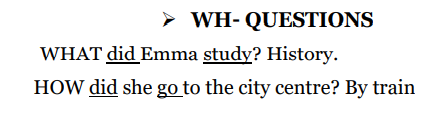 ➢ WH- QUESTIONS
WHAT did Emma study? History.
HOW did she go to the city centre? By train